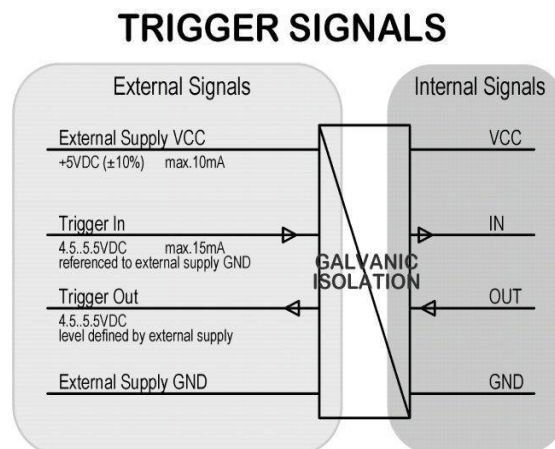 TRIGGER SIGNALS
External Signals
Internal Signals
External Supply VCC
VCC
+5VDC (±10%) max.10mA
Trigger In
IN
4.5..5.5VDC max.15mA
referenced to external supply GND
GALVANIC
ISOLATION
Trigger Out
OUT
4.5..5.5VDC
level defined by external supply
External Supply GND
GND